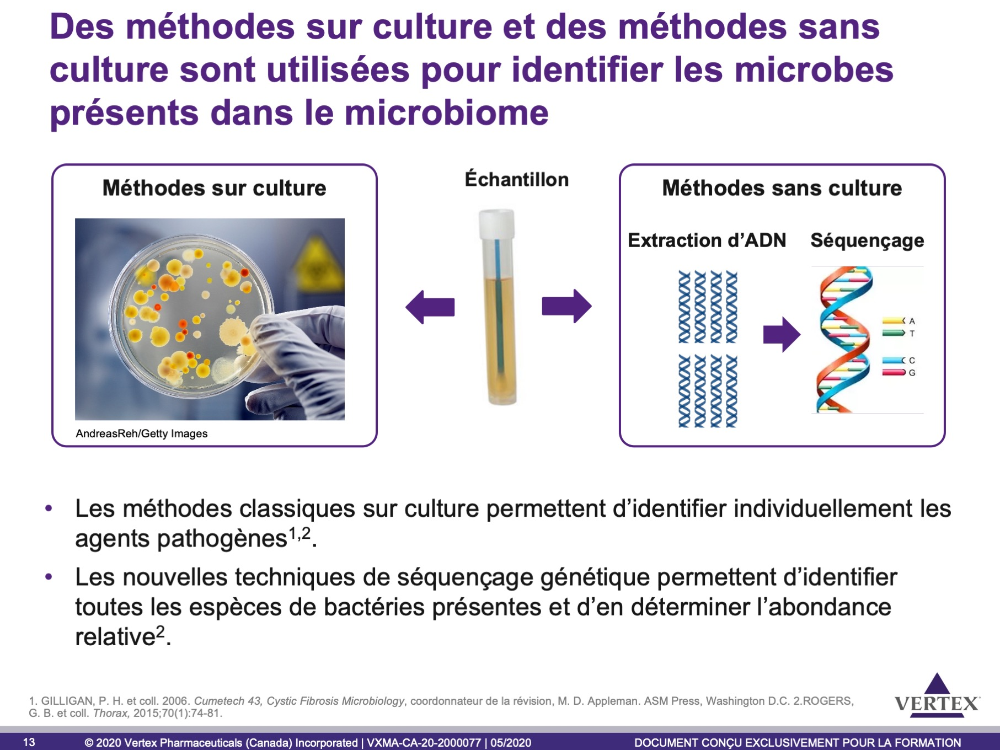 Des méthodes sur culture et des méthodes sans
culture sont utilisées pour identifier les microbes
présents dans le microbiome
Méthodes sur culture
AndreasReh/Getty Images
Échantillon
Méthodes sans culture
Extraction d’ADN
Séquençage
A
T
C
G
• Les méthodes classiques sur culture permettent d’identifier individuellement les
agents pathogènes1,2.
• Les nouvelles techniques de séquençage génétique permettent d’identifier
toutes les espèces de bactéries présentes et d’en déterminer l’abondance
relative2.
1. GILLIGAN, P. H. et coll. 2006. Cumetech 43, Cystic Fibrosis Microbiology, coordonnateur de la révision, M. D. Appleman. ASM Press, Washington D.C. 2.ROGERS,
G. B. et coll. Thorax, 2015;70(1):74-81.
VERTEX
13 © 2020 Vertex Pharmaceuticals (Canada) Incorporated | VXMA-CA-20-2000077 | 05/2020 DOCUMENT CONÇU EXCLUSIVEMENT POUR LA FORMATION